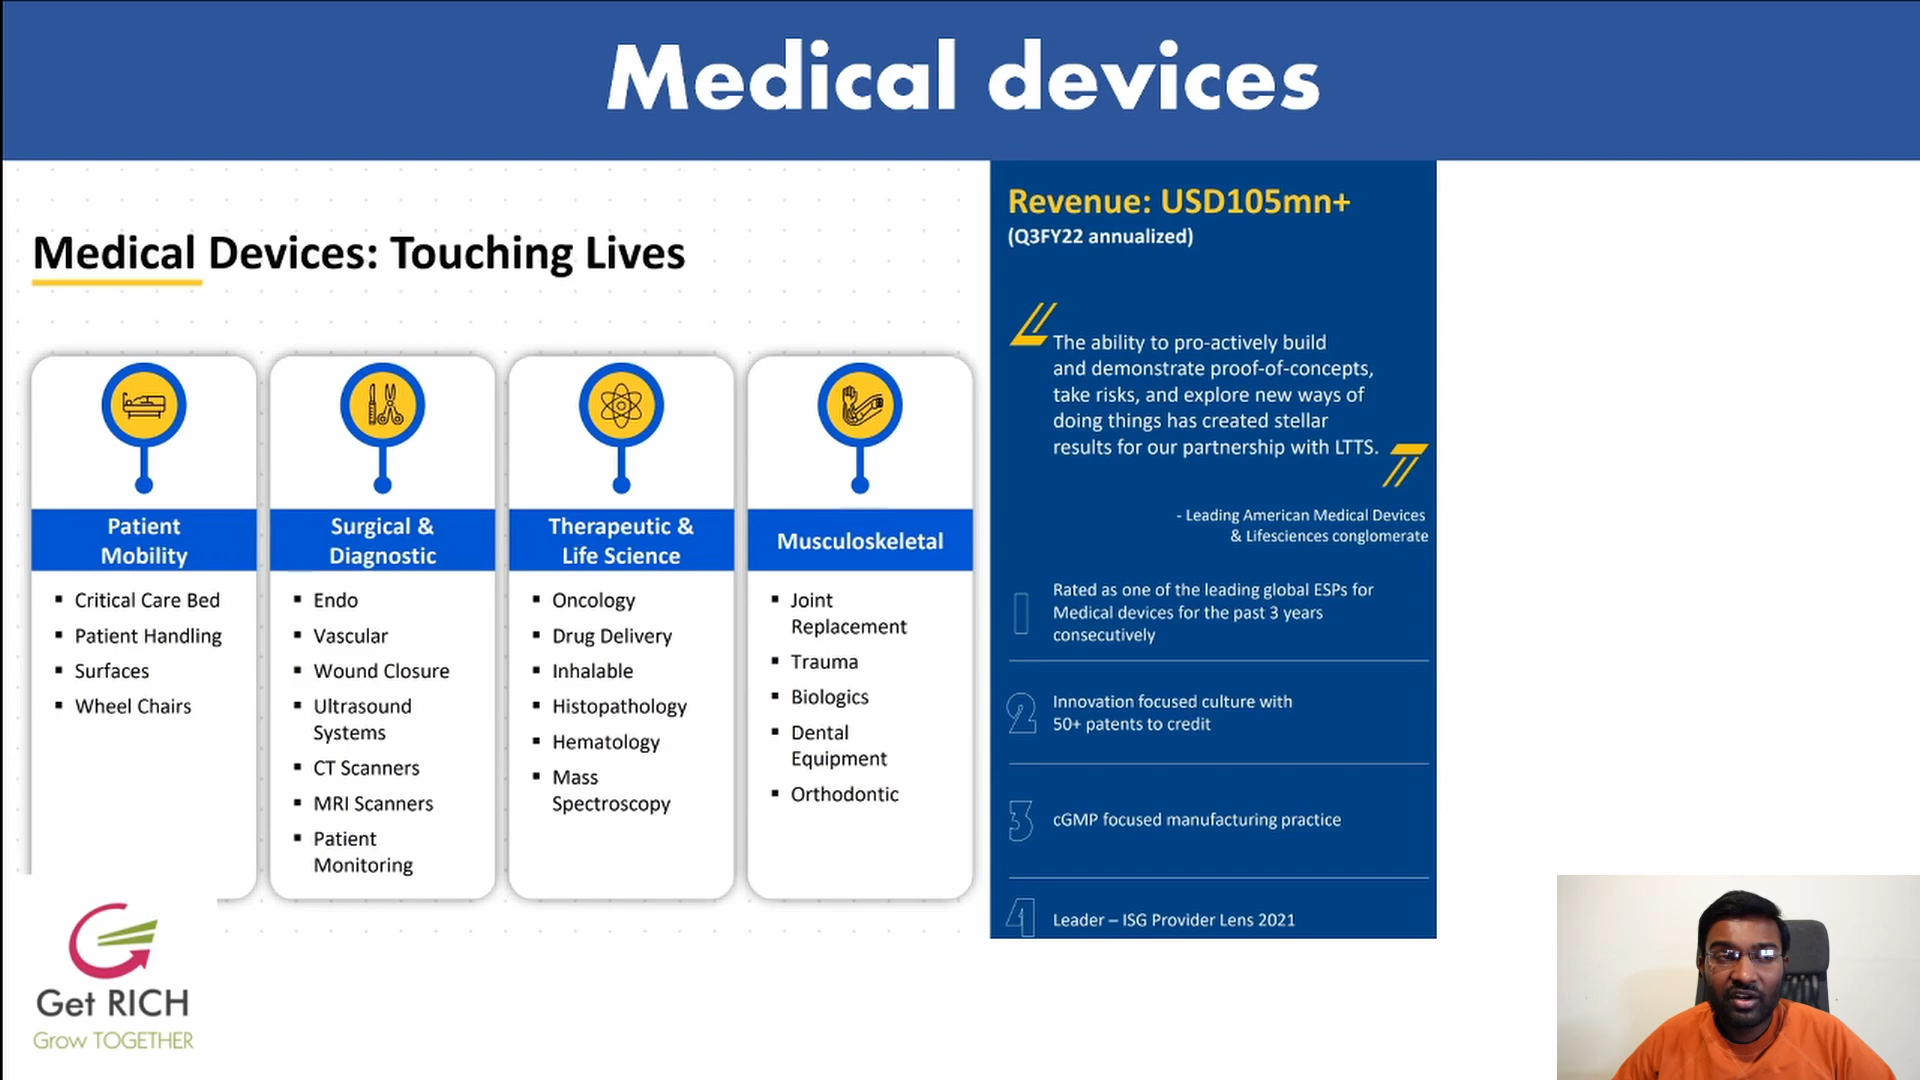 Medical devices
Medical Devices: Touching Lives
Patient
Mobility
▪ Critical Care Bed
▪ Patient Handling
▪ Surfaces
▪ Wheel Chairs
Surgical &
Diagnostic
▪ Endo
▪ Vascular
▪ Wound Closure
▪ Ultrasound
Systems
▪ CT Scanners
▪ MRI Scanners
▪ Patient
Monitoring
Therapeutic &
Life Science
▪ Oncology
▪ Drug Delivery
▪ Inhalable
▪ Histopathology
▪ Hematology
▪ Mass
Spectroscopy
Musculoskeletal
▪ Joint
Replacement
▪ Trauma
▪ Biologics
▪ Dental
Equipment
▪ Orthodontic
Revenue: USD105mn+
(Q3FY22 annualized)
The ability to pro-actively build
and demonstrate proof-of-concepts,
take risks, and explore new ways of
doing things has created stellar
results for our partnership with LTTS.
- Leading American Medical Devices
& Lifesciences conglomerate
1 Rated as one of the leading global ESPs for
Medical devices for the past 3 years
consecutively
2 Innovation focused culture with
50+ patents to credit
3 cGMP focused manufacturing practice
4 Leader – ISG Provider Lens 2021
Get RICH
Grow TOGETHER